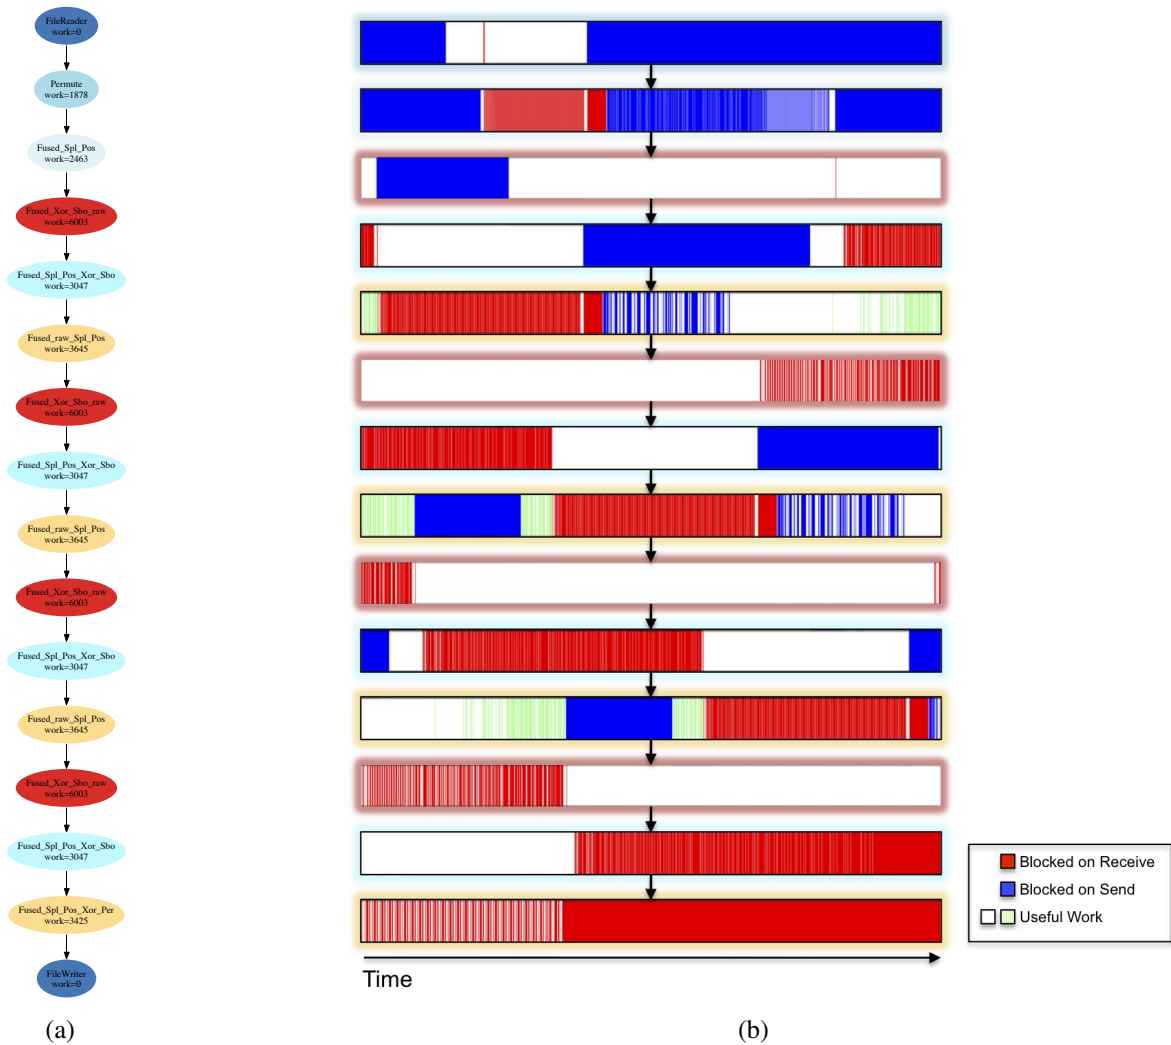 FileReader
work=0
Permute
work=1878
Fused_Spl_Pos
work=2463
Fused_Xor_Sbo_raw
work=6003
Fused_Spl_Pos_Xor_Sbo
work=3047
Fused_raw_Spl_Pos
work=3645
Fused_Xor_Sbo_raw
work=6003
Fused_Spl_Pos_Xor_Sbo
work=3047
Fused_raw_Spl_Pos
work=3645
Fused_Xor_Sbo_raw
work=6003
Fused_Spl_Pos_Xor_Sbo
work=3047
Fused_raw_Spl_Pos
work=3645
Fused_Xor_Sbo_raw
work=6003
Fused_Spl_Pos_Xor_Sbo
work=3047
Fused_Spl_Pos_Xor_Per
work=3425
FileWriter
work=0
(a)
Blocked on Receive
Blocked on Send
Useful Work
Time
(b)